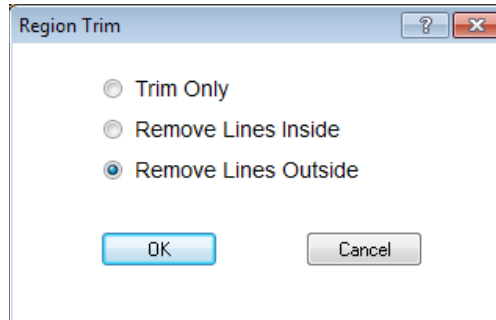 Region Trim
?
Trim Only
Remove Lines Inside
Remove Lines Outside
OK Cancel